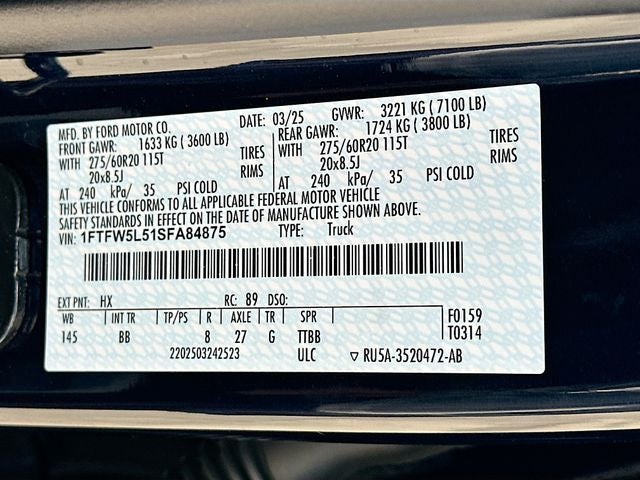 MFD. BY FORD MOTOR CO. DATE: 03/25 GVWR: 3221 KG ( 7100 LB)
FRONT GAWR: 1633 KG ( 3600 LB) REAR GAWR: 1724 KG ( 3800 LB)
WITH 275/60R20 115T TIRES WITH 275/60R20 115T TIRES
20x8.5J RIMS 20x8.5J RIMS
AT 240 kPa/ 35 PSI COLD AT 240 kPa/ 35 PSI COLD
THIS VEHICLE CONFORMS TO ALL APPLICABLE FEDERAL MOTOR VEHICLE
SAFETY STANDARDS IN EFFECT ON THE DATE OF MANUFACTURE SHOWN ABOVE.
VIN: 1FTFW5L51SFA84875 TYPE: Truck
EXT PNT: HX RC: 89 DSO:
WB INT TR TP/PS R AXLE TR SPR F0159
145 BB 8 27 G TTBB T0314
2202503242523 ULC ▽ RU5A-3520472-AB